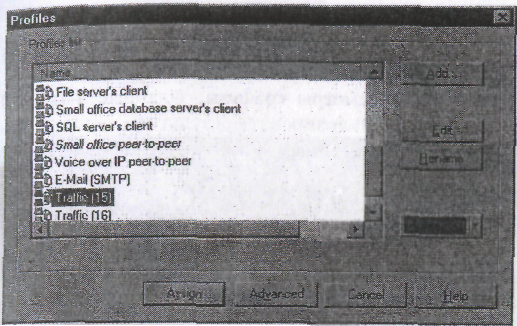 Profiles
Profiles list
Name
File server's client
Small office database server's client
SQL server's client
Small office peer-to-peer
Voice over IP peer-to-peer
E-Mail (SMTP)
Traffic (15)
Traffic (16)
Add...
Edit...
Rename
Assign
Advanced
Cancel
Help